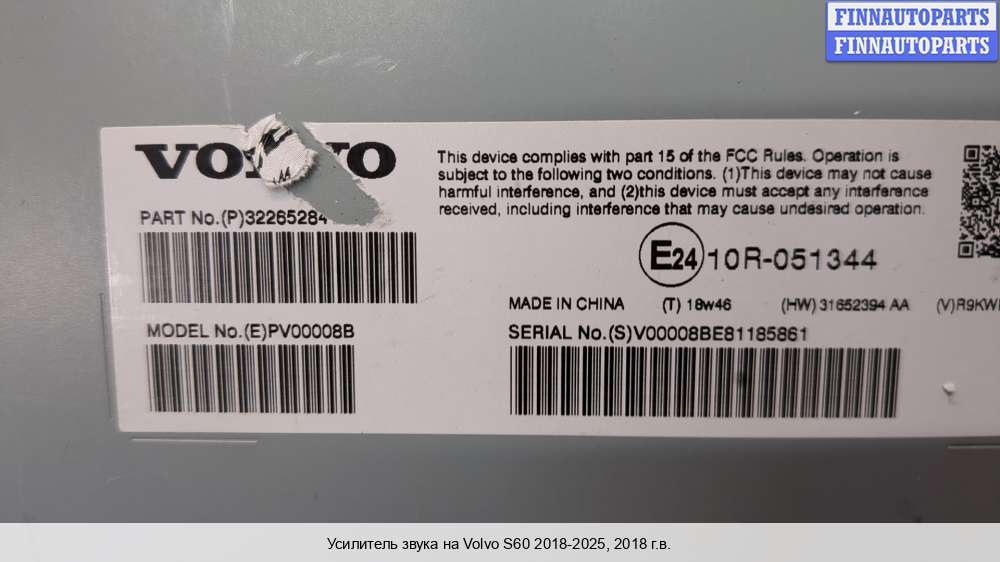 FINNAUTOPARTS
FINNAUTOPARTS
This device complies with part 15 of the FCC Rules. Operation is
subject to the following two conditions. (1)This device may not cause
harmful interference, and (2)this device must accept any interference
received, including interference that may cause undesired operation.
PART No.(P)32265284
E24 10R-051344
MADE IN CHINA (T) 18w46 (HW) 31652394 AA
MODEL No.(E)PV00008B
SERIAL No.(S)V00008BE81185861
Усилитель звука на Volvo S60 2018-2025, 2018 г.в.